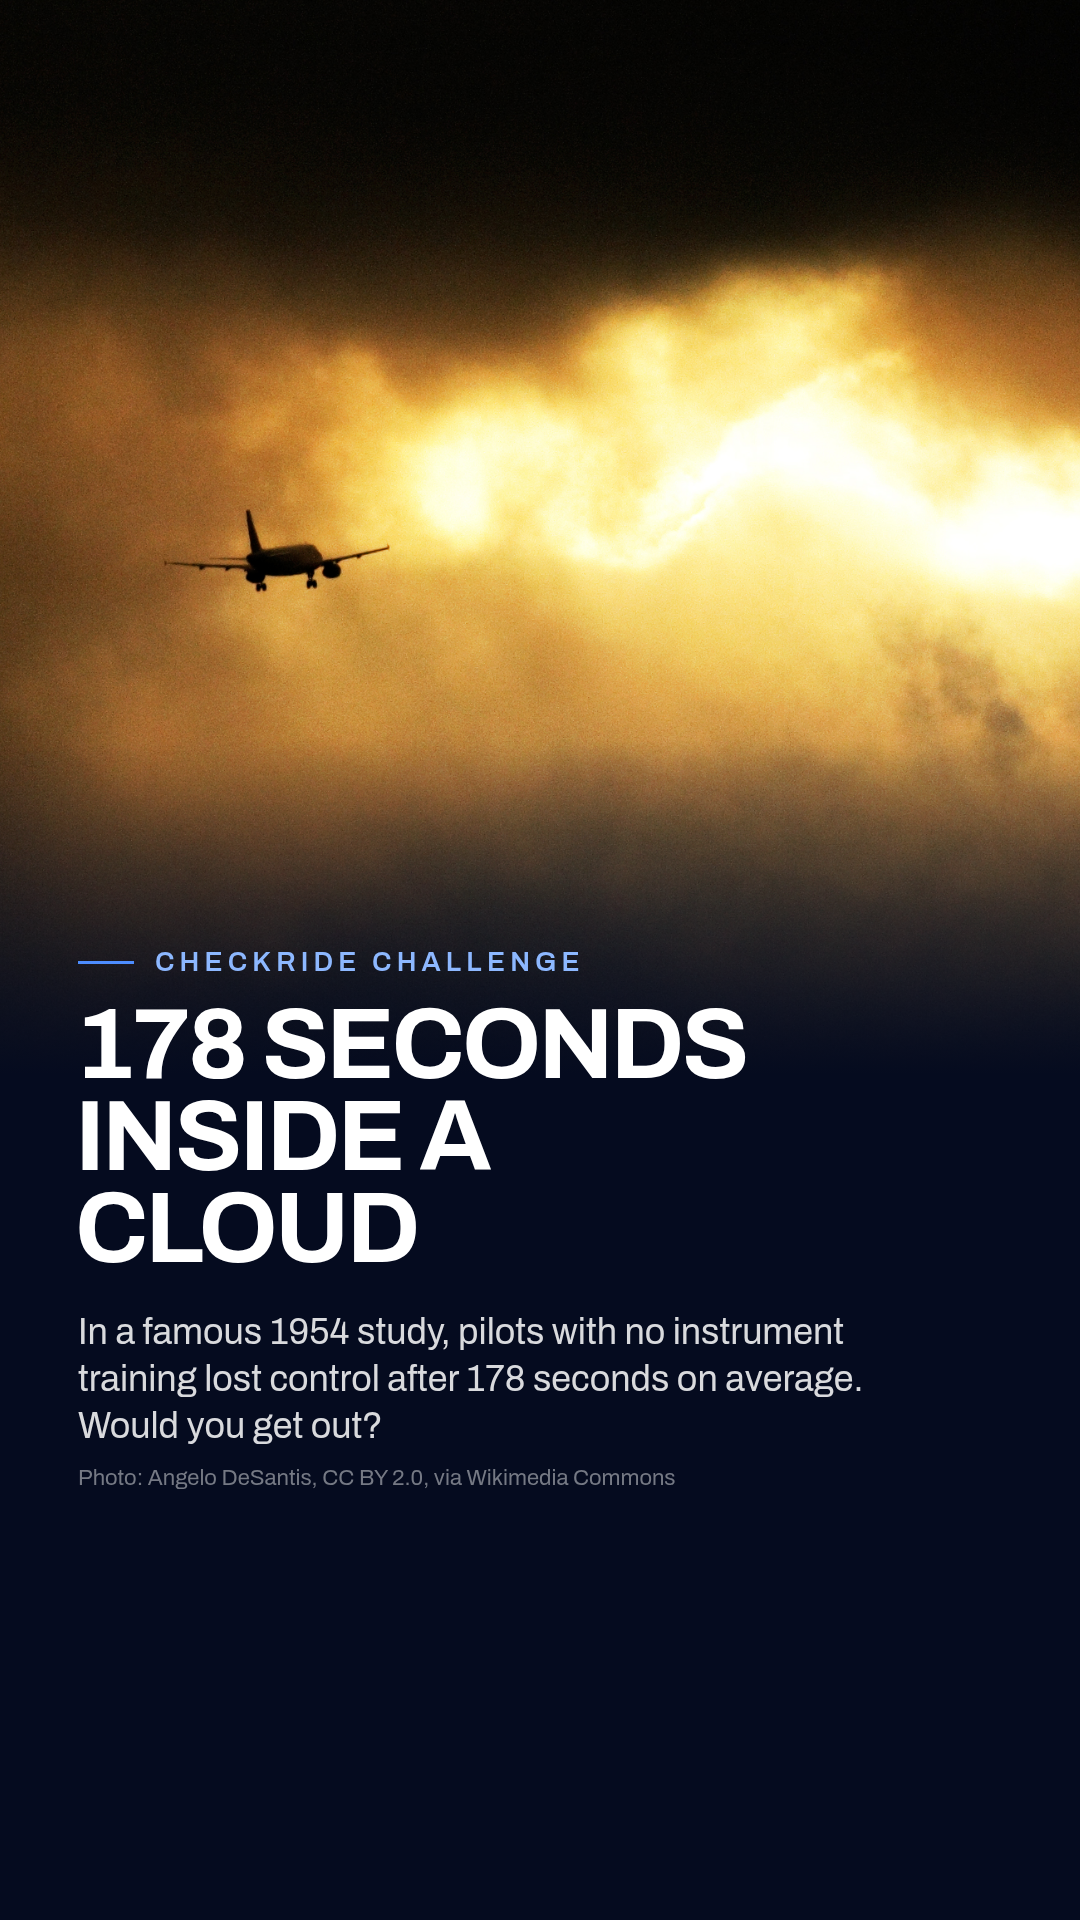 CHECKRIDE CHALLENGE
178 SECONDS
INSIDE A
CLOUD
In a famous 1954 study, pilots with no instrument
training lost control after 178 seconds on average.
Would you get out?
Photo: Angelo DeSantis, CC BY 2.0, via Wikimedia Commons